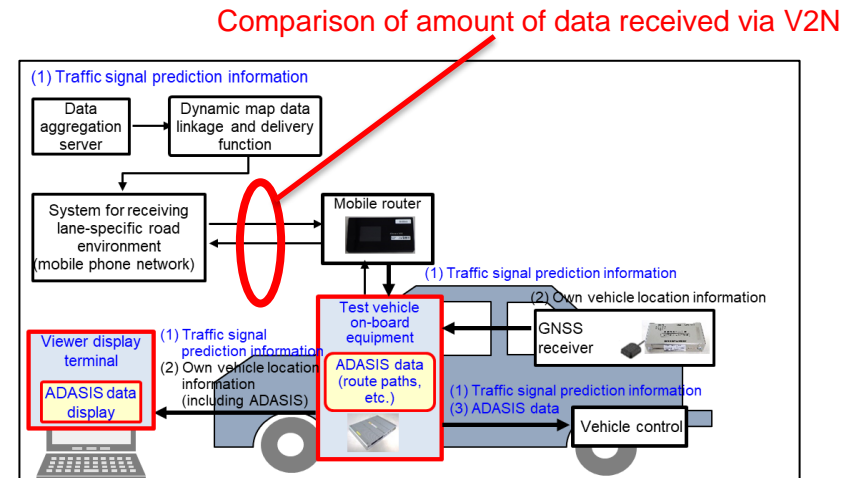 Comparison of amount of data received via V2N
(1) Traffic signal prediction information
Data
aggregation
server
Dynamic map data
linkage and delivery
function
System for receiving
lane-specific road
environment
(mobile phone network)
Mobile router
(1) Traffic signal prediction information
(2) Own vehicle location information
Test vehicle
on-board
equipment
GNSS
receiver
Viewer display
terminal
(1) Traffic signal
prediction information
(2) Own vehicle location
information
(including ADASIS)
ADASIS data
(route paths,
etc.)
ADASIS data
display
(1) Traffic signal prediction information
(3) ADASIS data
Vehicle control